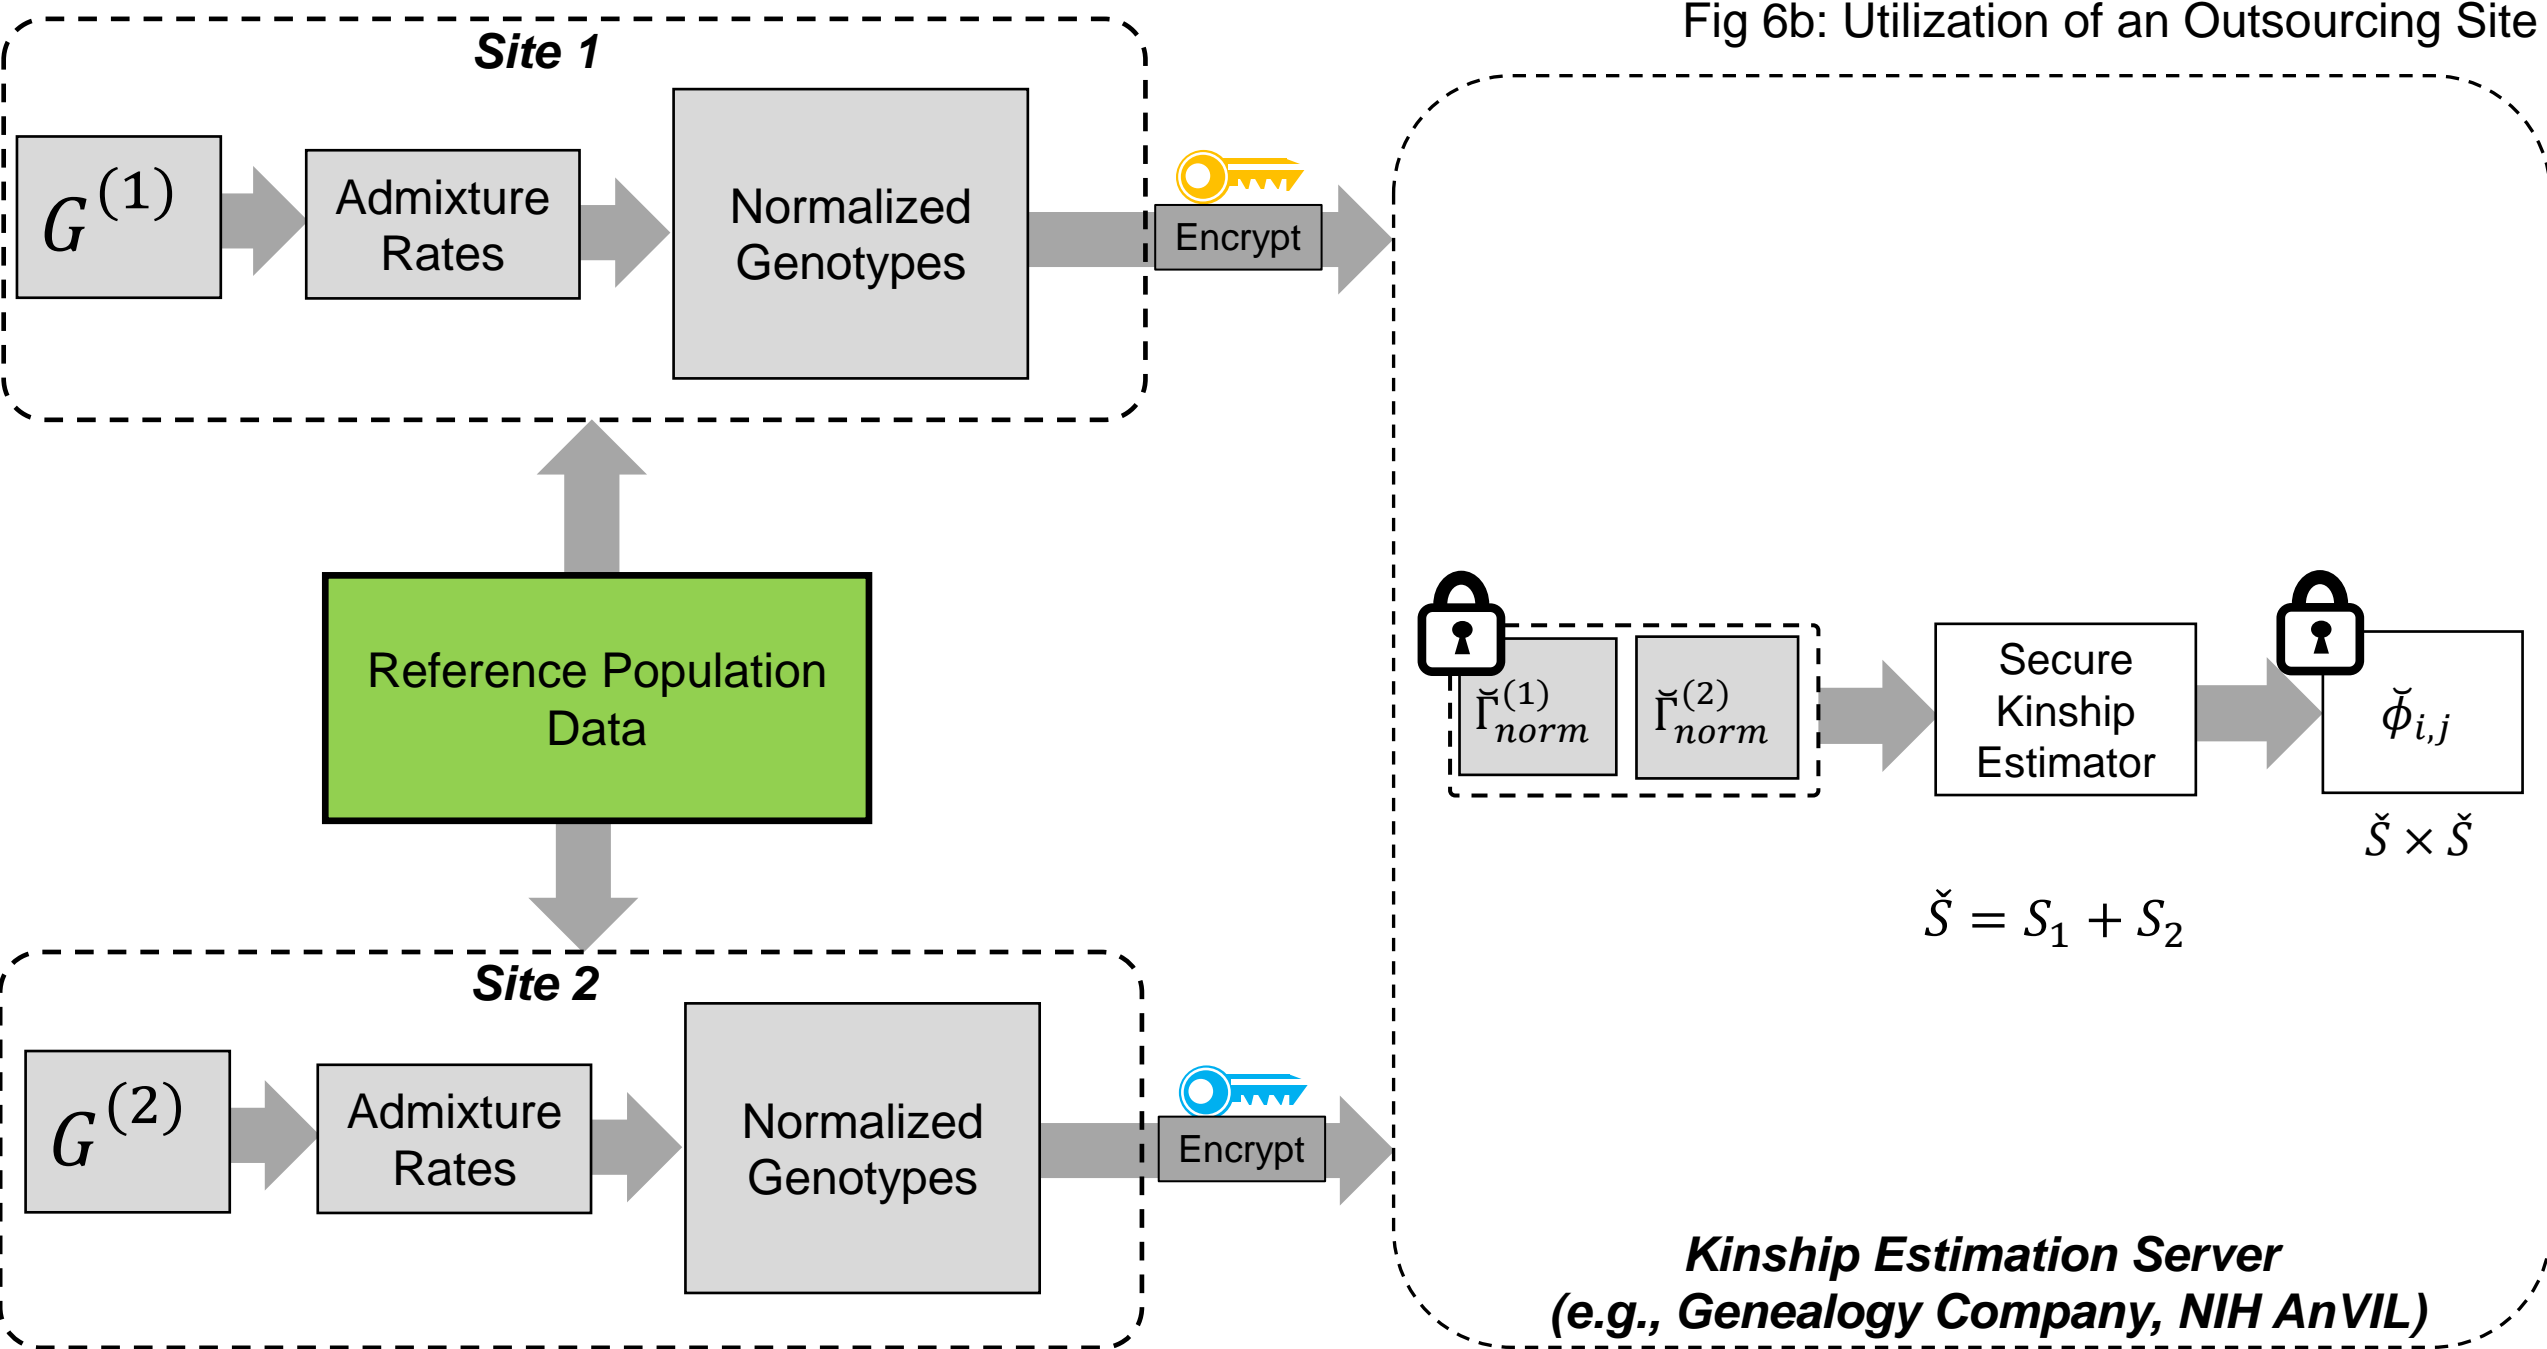 Fig 6b: Utilization of an Outsourcing Site
Site 1
G^{(1)}
Admixture
Rates
Normalized
Genotypes
Encrypt
Reference Population
Data
Site 2
G^{(2)}
Admixture
Rates
Normalized
Genotypes
Encrypt
Γ̆^{(1)}_{norm}
Γ̆^{(2)}_{norm}
Secure
Kinship
Estimator
ϕ̆_{i,j}
Š × Š
Š = S₁ + S₂
Kinship Estimation Server
(e.g., Genealogy Company, NIH AnVIL)